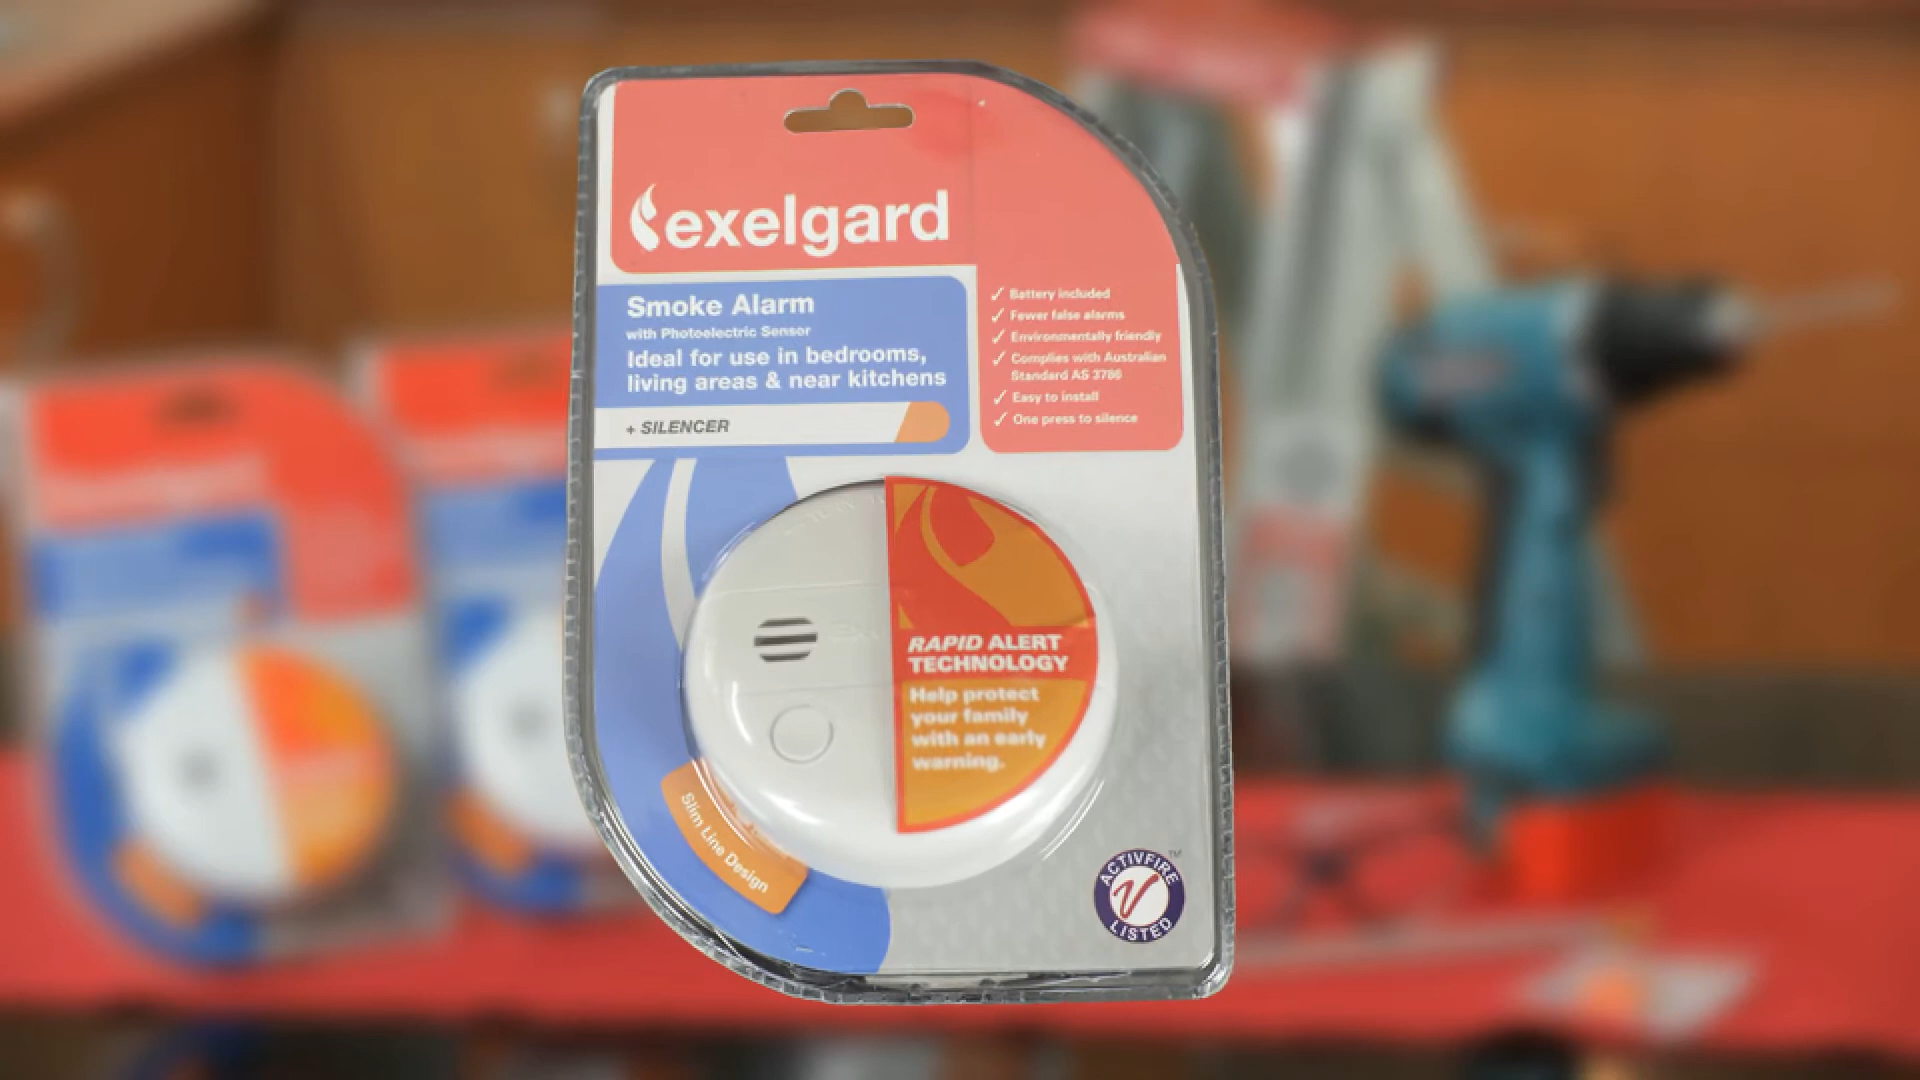 exelgard
Smoke Alarm
with Photoelectric Sensor
Ideal for use in bedrooms,
living areas & near kitchens
+ SILENCER
✓ Battery included
✓ Fewer false alarms
✓ Environmentally friendly
✓ Complies with Australian
Standard AS 3786
✓ Easy to install
✓ One press to silence
RAPID ALERT
TECHNOLOGY
Help protect
your family
with an early
warning.
Slim Line Design
ACTIVFIRE™
LISTED